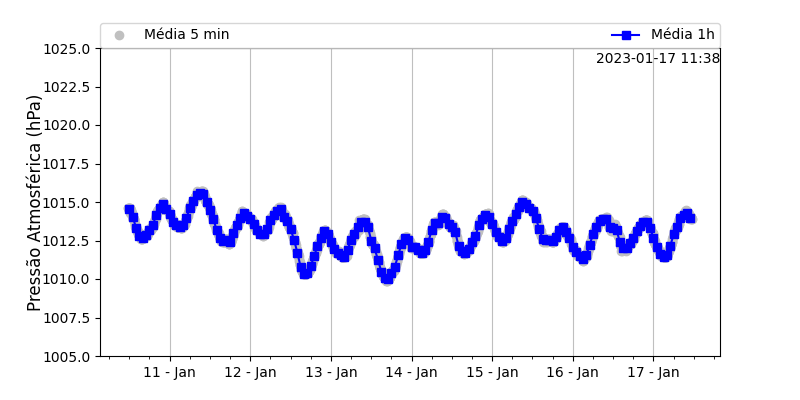 Média 5 min
Média 1h
2023-01-17 11:38
Pressão Atmosférica (hPa)
1025.0
1022.5
1020.0
1017.5
1015.0
1012.5
1010.0
1007.5
1005.0
11 - Jan
12 - Jan
13 - Jan
14 - Jan
15 - Jan
16 - Jan
17 - Jan